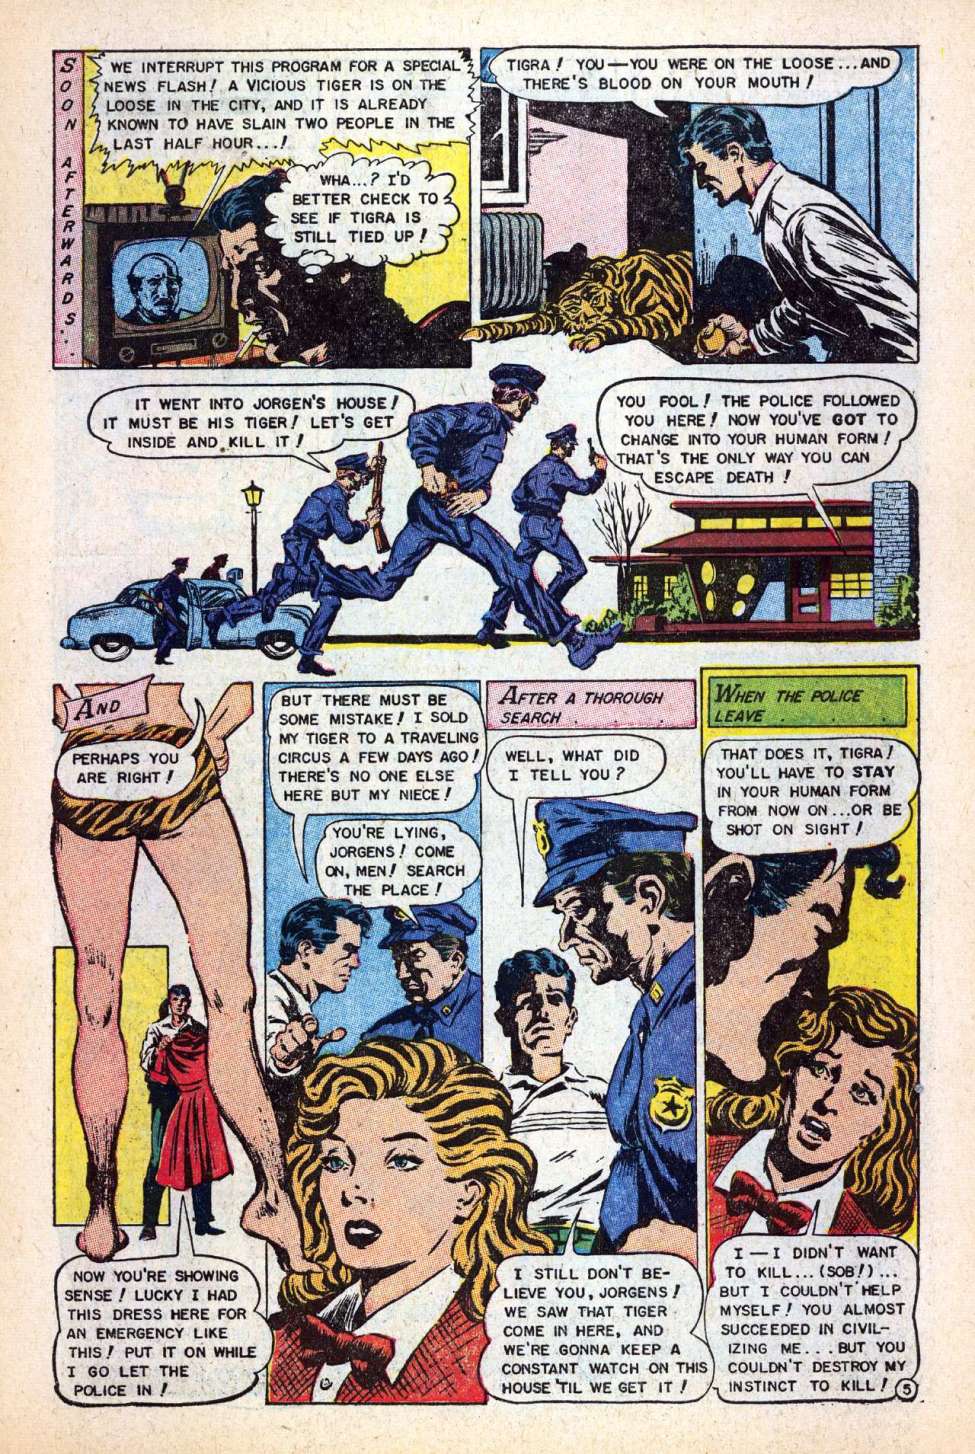 SOON AFTERWARDS...
WE INTERRUPT THIS PROGRAM FOR A SPECIAL
NEWS FLASH! A VICIOUS TIGER IS ON THE
LOOSE IN THE CITY, AND IT IS ALREADY
KNOWN TO HAVE SLAIN TWO PEOPLE IN THE
LAST HALF HOUR...!
WHA...? I'D
BETTER CHECK TO
SEE IF TIGRA IS
STILL TIED UP!
TIGRA! YOU—YOU WERE ON THE LOOSE...AND
THERE'S BLOOD ON YOUR MOUTH!
IT WENT INTO JORGEN'S HOUSE!
IT MUST BE HIS TIGER! LET'S GET
INSIDE AND KILL IT!
YOU FOOL! THE POLICE FOLLOWED
YOU HERE! NOW YOU'VE GOT TO
CHANGE INTO YOUR HUMAN FORM!
THAT'S THE ONLY WAY YOU CAN
ESCAPE DEATH!
AND
PERHAPS YOU
ARE RIGHT!
NOW YOU'RE SHOWING
SENSE! LUCKY I HAD
THIS DRESS HERE FOR
AN EMERGENCY LIKE
THIS! PUT IT ON WHILE
I GO LET THE
POLICE IN!
BUT THERE MUST BE
SOME MISTAKE! I SOLD
MY TIGER TO A TRAVELING
CIRCUS A FEW DAYS AGO!
THERE'S NO ONE ELSE
HERE BUT MY NIECE!
YOU'RE LYING,
JORGENS! COME
ON, MEN! SEARCH
THE PLACE!
AFTER A THOROUGH
SEARCH . . . . .
WELL, WHAT DID
I TELL YOU?
I STILL DON'T BE-
LIEVE YOU, JORGENS!
WE SAW THAT TIGER
COME IN HERE, AND
WE'RE GONNA KEEP A
CONSTANT WATCH ON THIS
HOUSE 'TIL WE GET IT!
WHEN THE POLICE
LEAVE . . . . .
THAT DOES IT, TIGRA!
YOU'LL HAVE TO STAY
IN YOUR HUMAN FORM
FROM NOW ON...OR BE
SHOT ON SIGHT!
I—I DIDN'T WANT
TO KILL...(SOB!)...
BUT I COULDN'T HELP
MYSELF! YOU ALMOST
SUCCEEDED IN CIVIL-
IZING ME...BUT YOU
COULDN'T DESTROY MY
INSTINCT TO KILL!
5